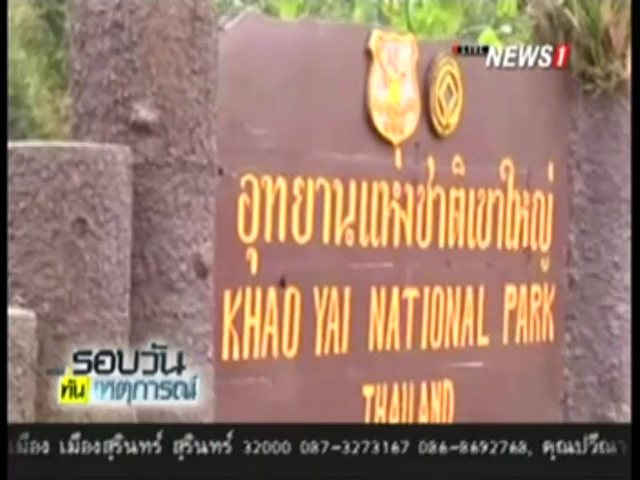 NEWS1
อุทยานแห่งชาติเขาใหญ่
KHAO YAI NATIONAL PARK
THAILAND
รอบวัน
ทันเหตุการณ์
เมือง เมืองสุรินทร์ สุรินทร์ 32000 087-3273167 086-8692768, คุณปวีณา